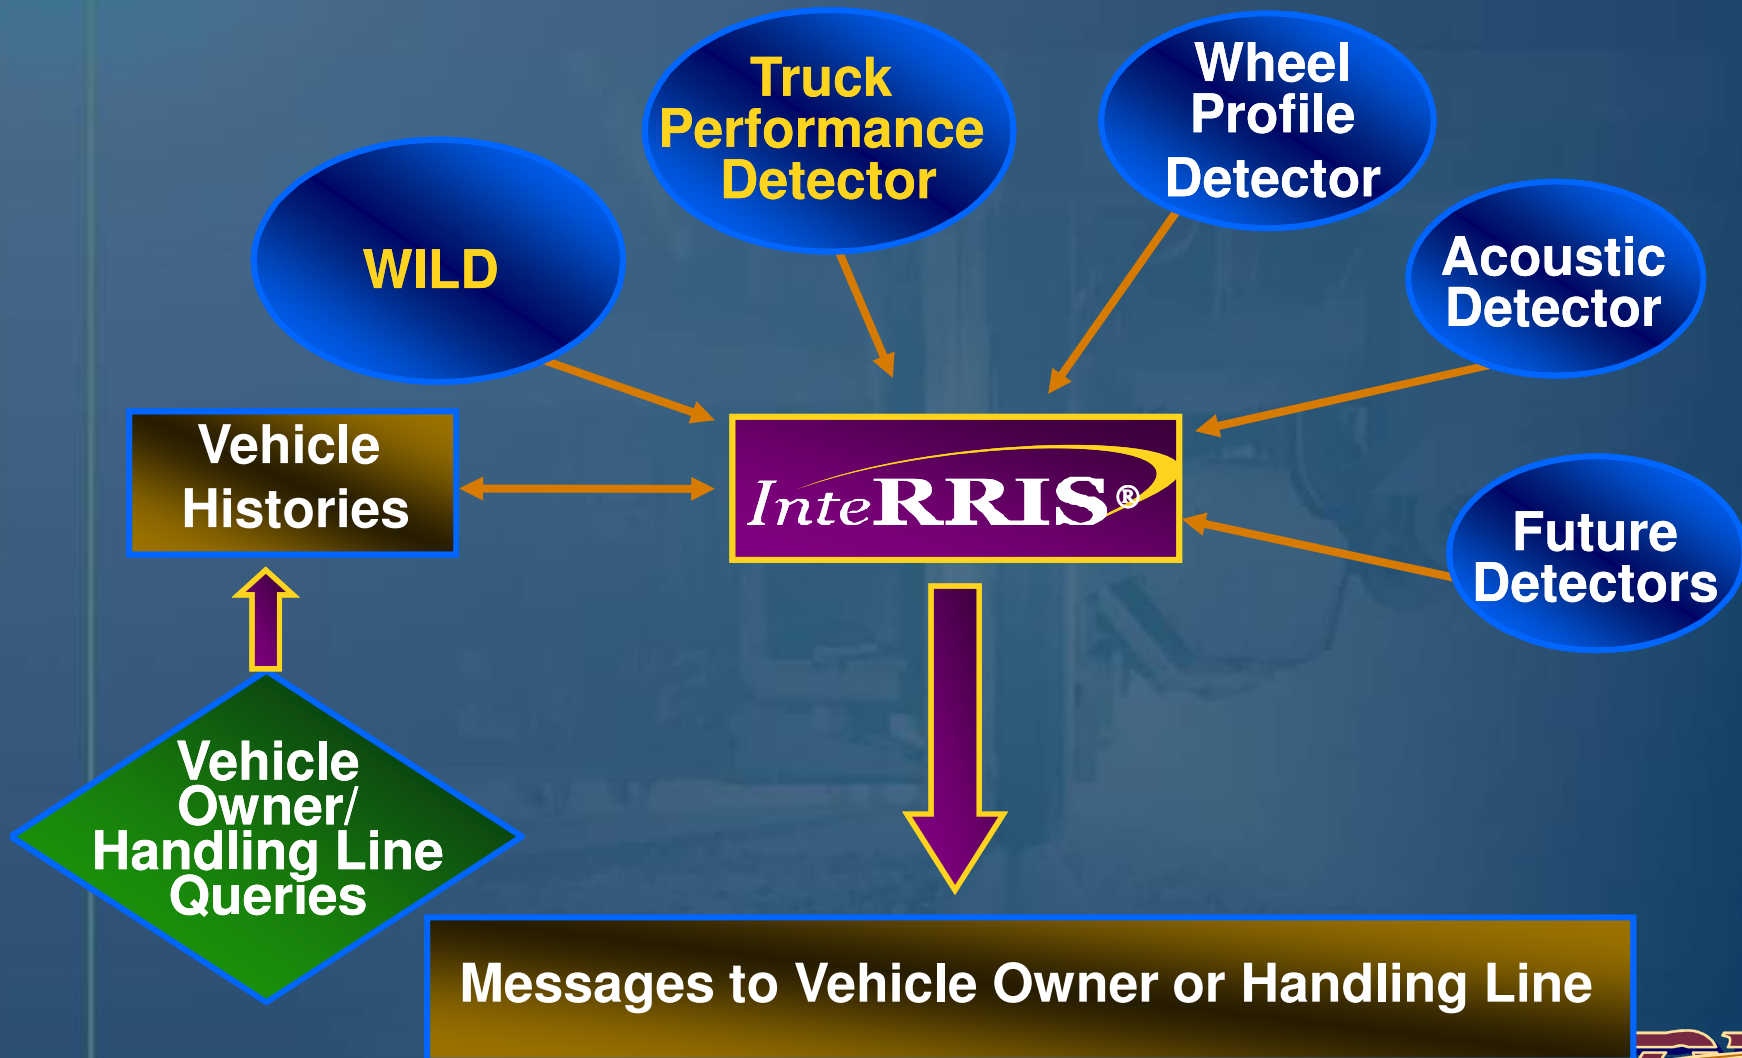 Truck
Performance
Detector
Wheel
Profile
Detector
WILD
Acoustic
Detector
Vehicle
Histories
InteRRIS®
Future
Detectors
Vehicle
Owner/
Handling Line
Queries
Messages to Vehicle Owner or Handling Line